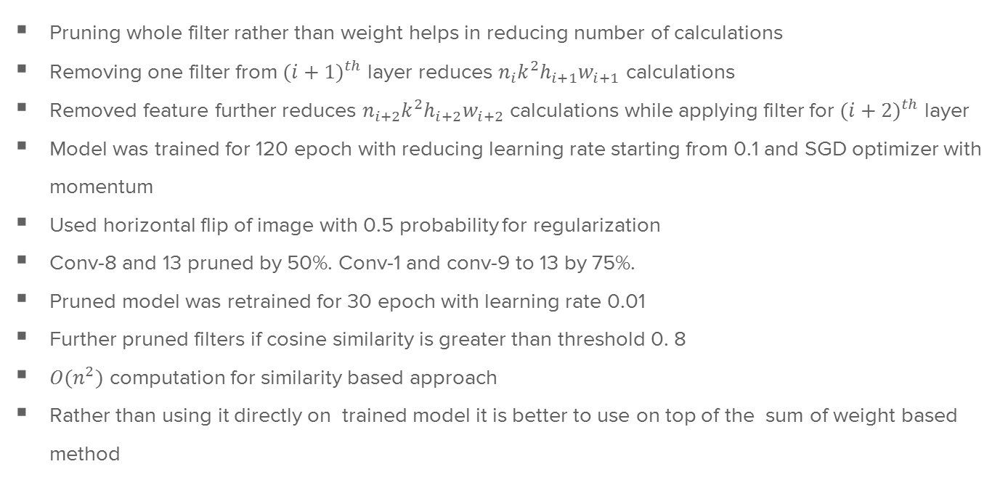 ▪ Pruning whole filter rather than weight helps in reducing number of calculations
▪ Removing one filter from $(i+1)^{th}$ layer reduces $n_i k^2 h_{i+1} w_{i+1}$ calculations
▪ Removed feature further reduces $n_{i+2} k^2 h_{i+2} w_{i+2}$ calculations while applying filter for $(i+2)^{th}$ layer
▪ Model was trained for 120 epoch with reducing learning rate starting from 0.1 and SGD optimizer with
momentum
▪ Used horizontal flip of image with 0.5 probability for regularization
▪ Conv-8 and 13 pruned by 50%. Conv-1 and conv-9 to 13 by 75%.
▪ Pruned model was retrained for 30 epoch with learning rate 0.01
▪ Further pruned filters if cosine similarity is greater than threshold 0. 8
▪ $O(n^2)$ computation for similarity based approach
▪ Rather than using it directly on trained model it is better to use on top of the sum of weight based
method